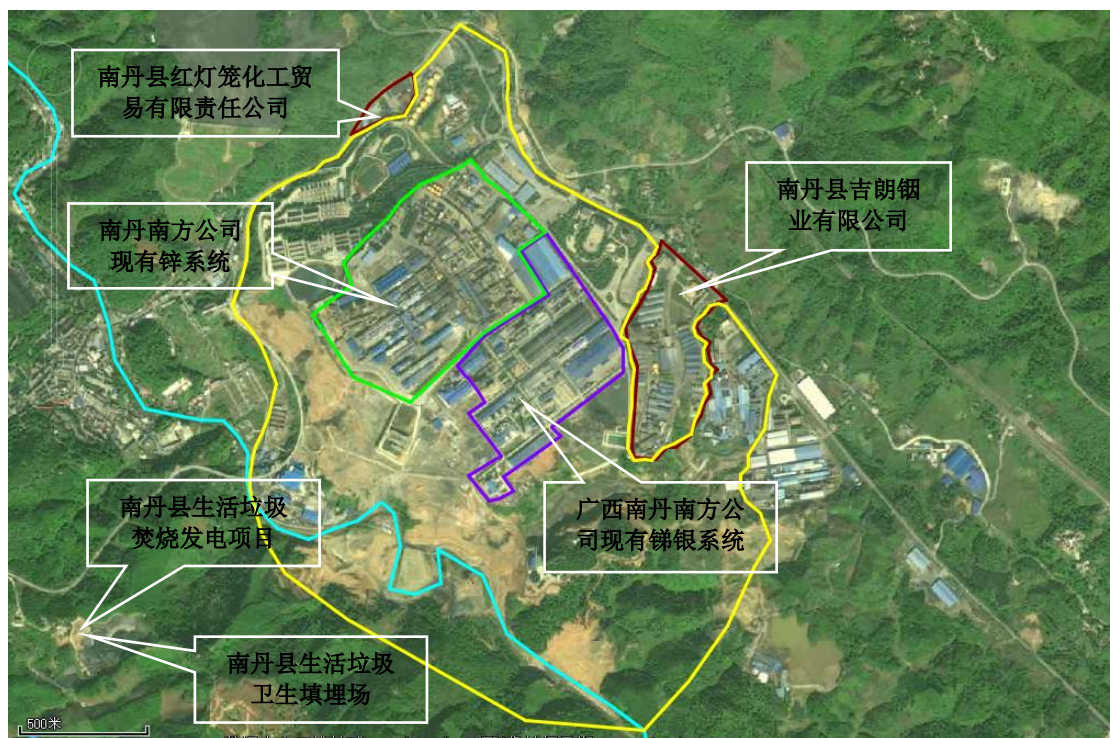 南丹县红灯笼化工贸
易有限责任公司
南丹县吉朗铟
业有限公司
南丹南方公司
现有锌系统
南丹县生活垃圾
焚烧发电项目
广西南丹南方公
司现有锑银系统
南丹县生活垃圾
卫生填埋场
500米